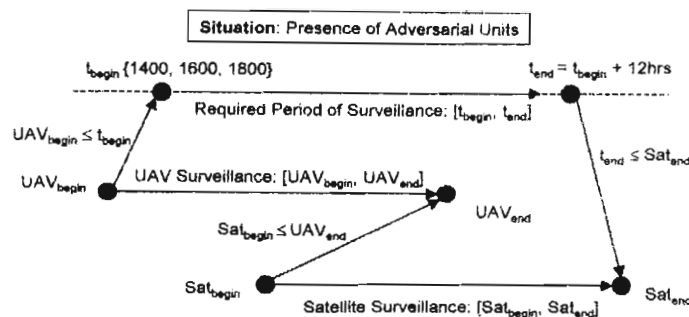 Situation: Presence of Adversarial Units
t_begin {1400, 1600, 1800}
t_end = t_begin + 12hrs
Required Period of Surveillance: [t_begin, t_end]
UAV_begin ≤ t_begin
t_end ≤ Sat_end
UAV Surveillance: [UAV_begin, UAV_end]
UAV_begin
UAV_end
Sat_begin ≤ UAV_end
Sat_begin
Sat_end
Satellite Surveillance: [Sat_begin, Sat_end]